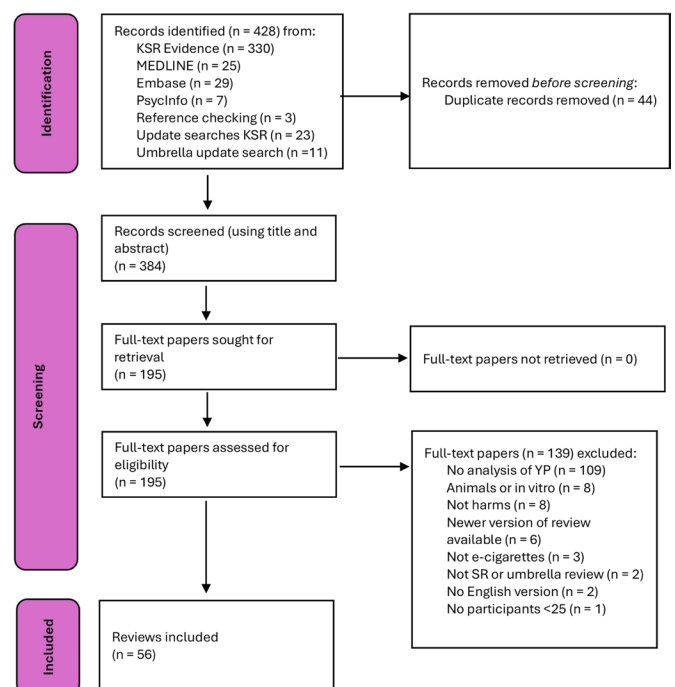 Identification
Records identified (n = 428) from:
KSR Evidence (n = 330)
MEDLINE (n = 25)
Embase (n = 29)
PsycInfo (n = 7)
Reference checking (n = 3)
Update searches KSR (n = 23)
Umbrella update search (n =11)
Records removed before screening:
Duplicate records removed (n = 44)
Screening
Records screened (using title and
abstract)
(n = 384)
Full-text papers sought for
retrieval
(n = 195)
Full-text papers not retrieved (n = 0)
Full-text papers assessed for
eligibility
(n = 195)
Full-text papers (n = 139) excluded:
No analysis of YP (n = 109)
Animals or in vitro (n = 8)
Not harms (n = 8)
Newer version of review
available (n = 6)
Not e-cigarettes (n = 3)
Not SR or umbrella review (n = 2)
No English version (n = 2)
No participants <25 (n = 1)
Included
Reviews included
(n = 56)